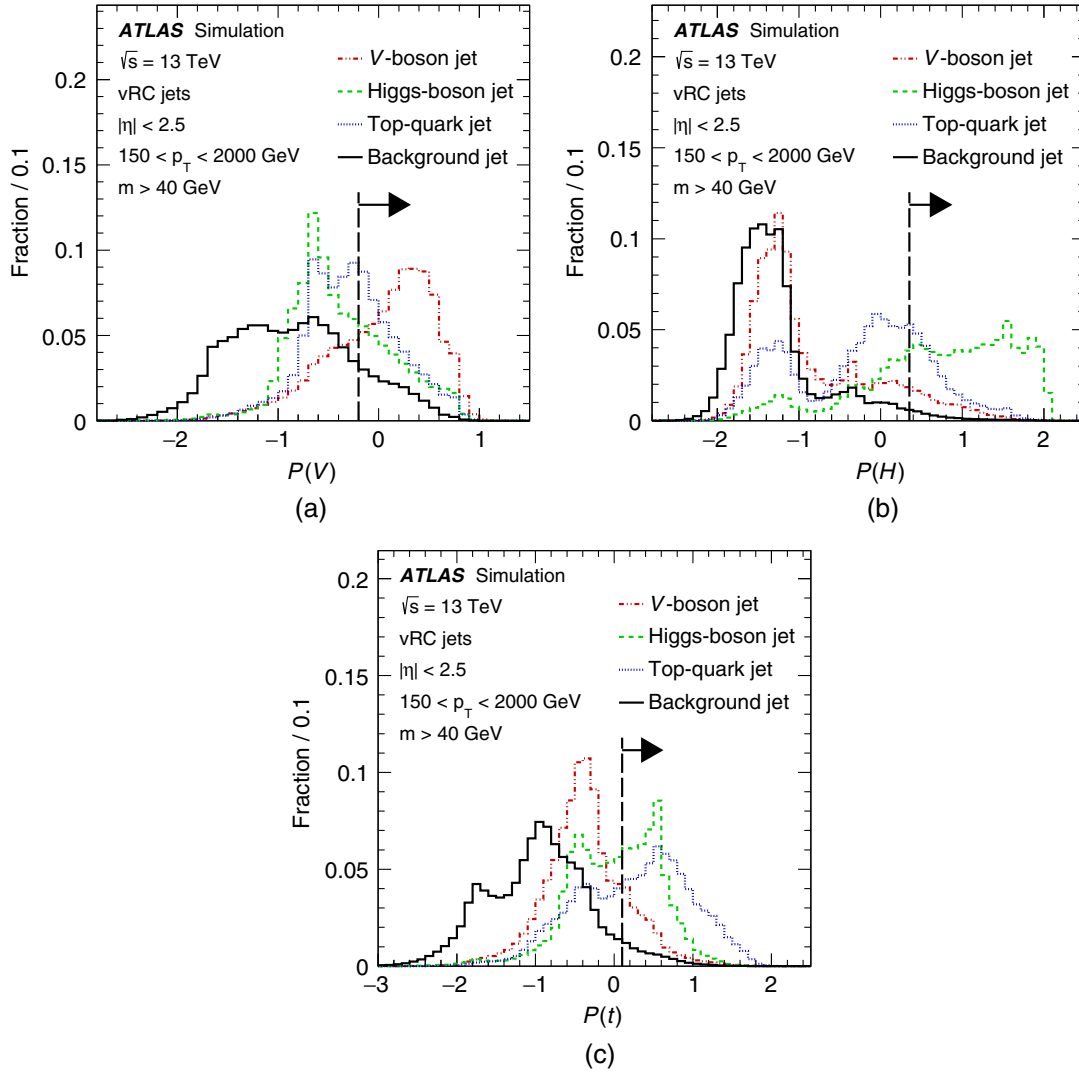 ATLAS Simulation
√s = 13 TeV
vRC jets
|η| < 2.5
150 < p_T < 2000 GeV
m > 40 GeV
V-boson jet
Higgs-boson jet
Top-quark jet
Background jet
Fraction / 0.1
0.2
0.15
0.1
0.05
0
−2 −1 0 1
P(V)
(a)
ATLAS Simulation
√s = 13 TeV
vRC jets
|η| < 2.5
150 < p_T < 2000 GeV
m > 40 GeV
V-boson jet
Higgs-boson jet
Top-quark jet
Background jet
Fraction / 0.1
0.2
0.15
0.1
0.05
0
−2 −1 0 1 2
P(H)
(b)
ATLAS Simulation
√s = 13 TeV
vRC jets
|η| < 2.5
150 < p_T < 2000 GeV
m > 40 GeV
V-boson jet
Higgs-boson jet
Top-quark jet
Background jet
Fraction / 0.1
0.2
0.15
0.1
0.05
0
−3 −2 −1 0 1 2
P(t)
(c)